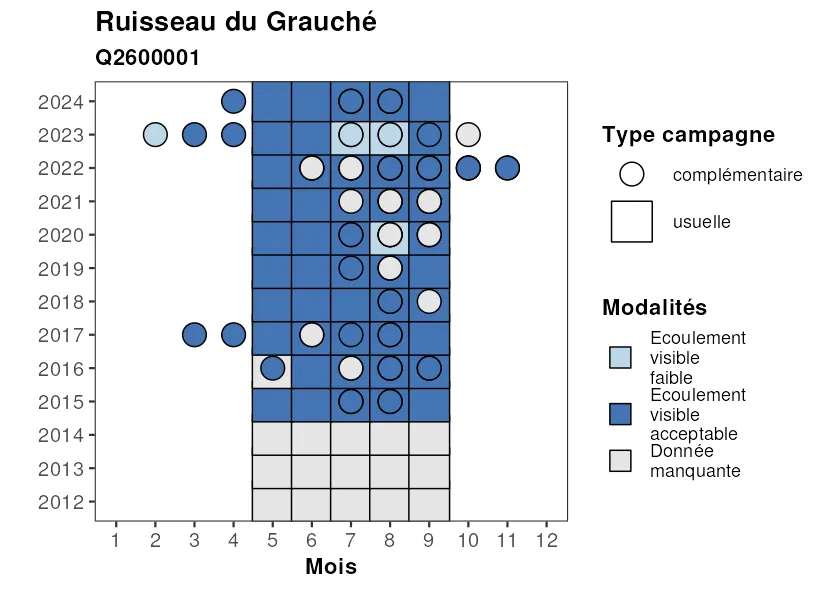 Ruisseau du Grauché
Q2600001
2024
2023
2022
2021
2020
2019
2018
2017
2016
2015
2014
2013
2012
1 2 3 4 5 6 7 8 9 10 11 12
Mois
Type campagne
complémentaire
usuelle
Modalités
Ecoulement
visible
faible
Ecoulement
visible
acceptable
Donnée
manquante